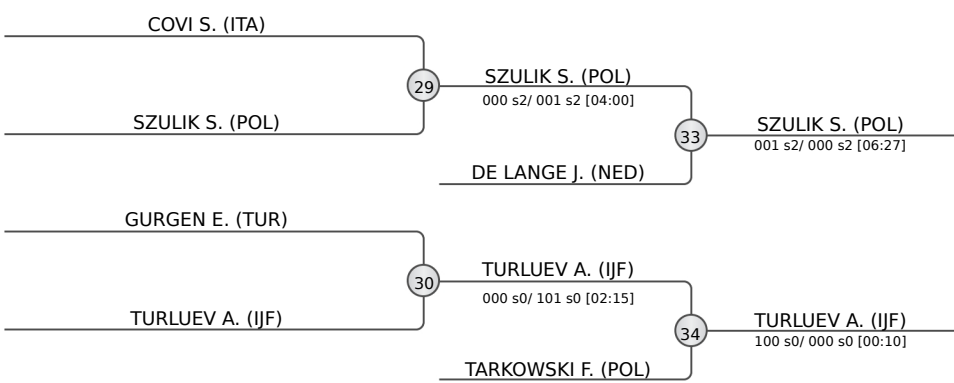 COVI S. (ITA)
29
SZULIK S. (POL)
000 s2/ 001 s2 [04:00]
SZULIK S. (POL)
33
SZULIK S. (POL)
001 s2/ 000 s2 [06:27]
DE LANGE J. (NED)
GURGEN E. (TUR)
30
TURLUEV A. (IJF)
000 s0/ 101 s0 [02:15]
TURLUEV A. (IJF)
34
TURLUEV A. (IJF)
100 s0/ 000 s0 [00:10]
TARKOWSKI F. (POL)